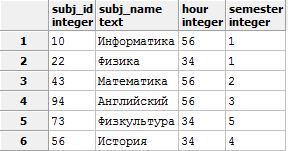 subj_id subj_name hour semester
integer text integer integer
1 10 Информатика 56 1
2 22 Физика 34 1
3 43 Математика 56 2
4 94 Английский 56 3
5 73 Физкультура 34 5
6 56 История 34 4